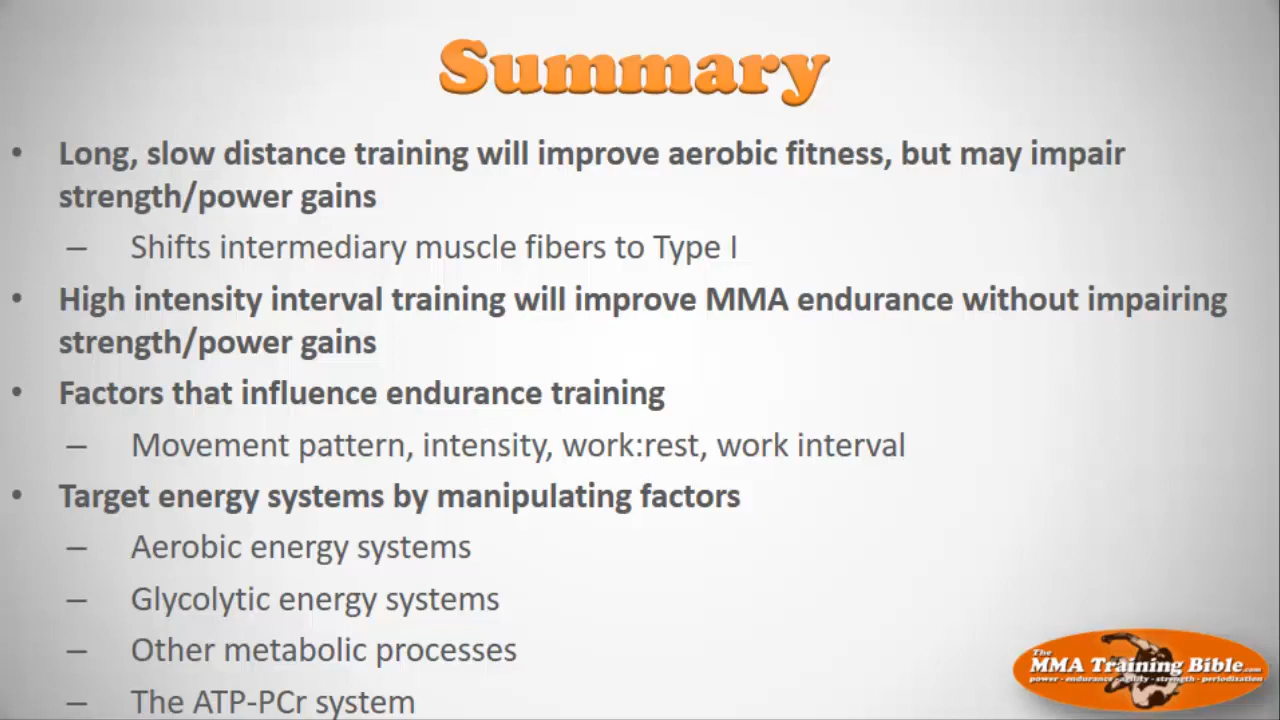 Summary
• Long, slow distance training will improve aerobic fitness, but may impair
strength/power gains
– Shifts intermediary muscle fibers to Type I
• High intensity interval training will improve MMA endurance without impairing
strength/power gains
• Factors that influence endurance training
– Movement pattern, intensity, work:rest, work interval
• Target energy systems by manipulating factors
– Aerobic energy systems
– Glycolytic energy systems
– Other metabolic processes
– The ATP-PCr system
The
MMA Training Bible.com
power - endurance - agility - strength - periodization